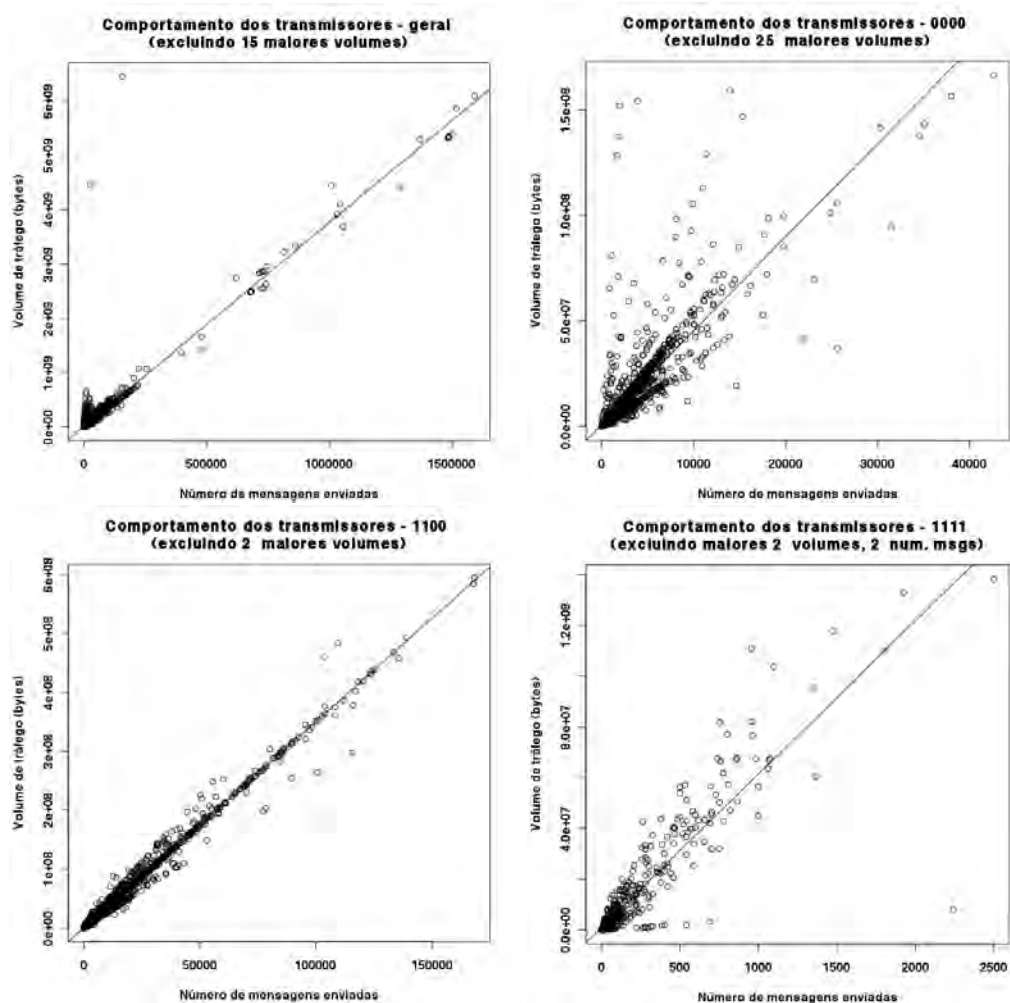 Comportamento dos transmissores - geral
(excluindo 15 maiores volumes)
Volume de tráfego (bytes)
0e+00 1e+09 2e+09 3e+09 4e+09 5e+09 6e+09
0 500000 1000000 1500000
Número de mensagens enviadas
Comportamento dos transmissores - 0000
(excluindo 25 maiores volumes)
Volume de tráfego (bytes)
0.0e+00 5.0e+07 1.0e+08 1.5e+08
0 10000 20000 30000 40000
Número de mensagens enviadas
Comportamento dos transmissores - 1100
(excluindo 2 maiores volumes)
Volume de tráfego (bytes)
0e+00 1e+08 2e+08 3e+08 4e+08 5e+08 6e+08
0 50000 100000 150000
Número de mensagens enviadas
Comportamento dos transmissores - 1111
(excluindo maiores 2 volumes, 2 num. msgs)
Volume de tráfego (bytes)
0.0e+00 4.0e+07 8.0e+07 1.2e+08
0 500 1000 1500 2000 2500
Número de mensagens enviadas